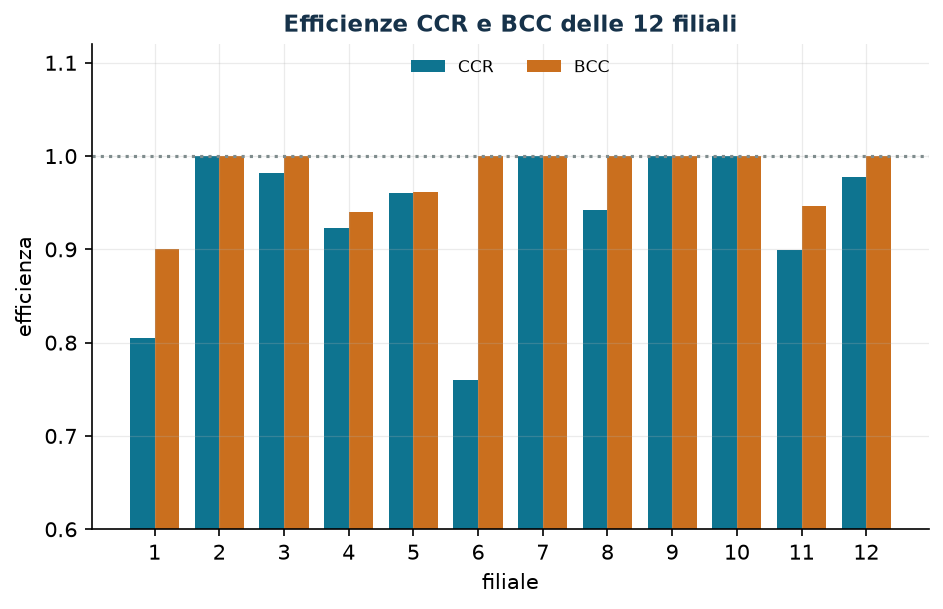 Efficienze CCR e BCC delle 12 filiali
CCR BCC
1.1
1.0
0.9
0.8
0.7
0.6
efficienza
1 2 3 4 5 6 7 8 9 10 11 12
filiale